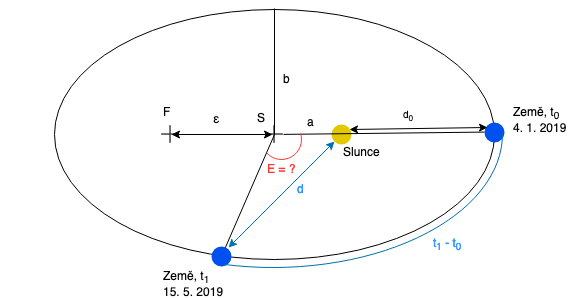 b
F
ε
S
a
d₀
Země, t₀
4. 1. 2019
Slunce
E = ?
d
t₁ - t₀
Země, t₁
15. 5. 2019